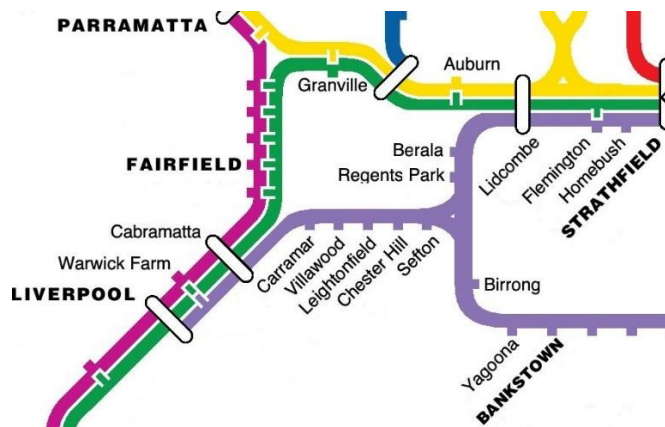 PARRAMATTA
Auburn
Granville
Berala
Lidcombe
Flemington
Homebush
STRATHFIELD
FAIRFIELD
Regents Park
Cabramatta
Carramar
Villawood
Leightonfield
Chester Hill
Sefton
Warwick Farm
LIVERPOOL
Birrong
Yagoona
BANKSTOWN